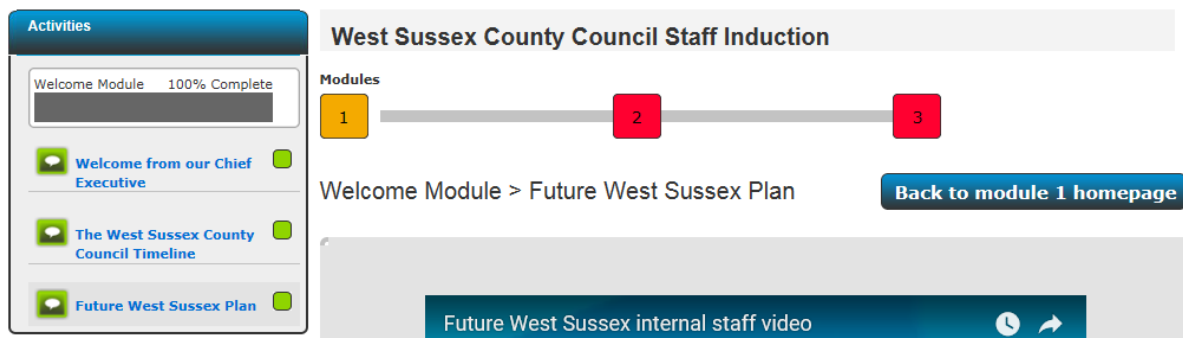 Activities
Welcome Module 100% Complete
Welcome from our Chief
Executive
The West Sussex County
Council Timeline
Future West Sussex Plan
West Sussex County Council Staff Induction
Modules
1 2 3
Welcome Module > Future West Sussex Plan
Back to module 1 homepage
Future West Sussex internal staff video